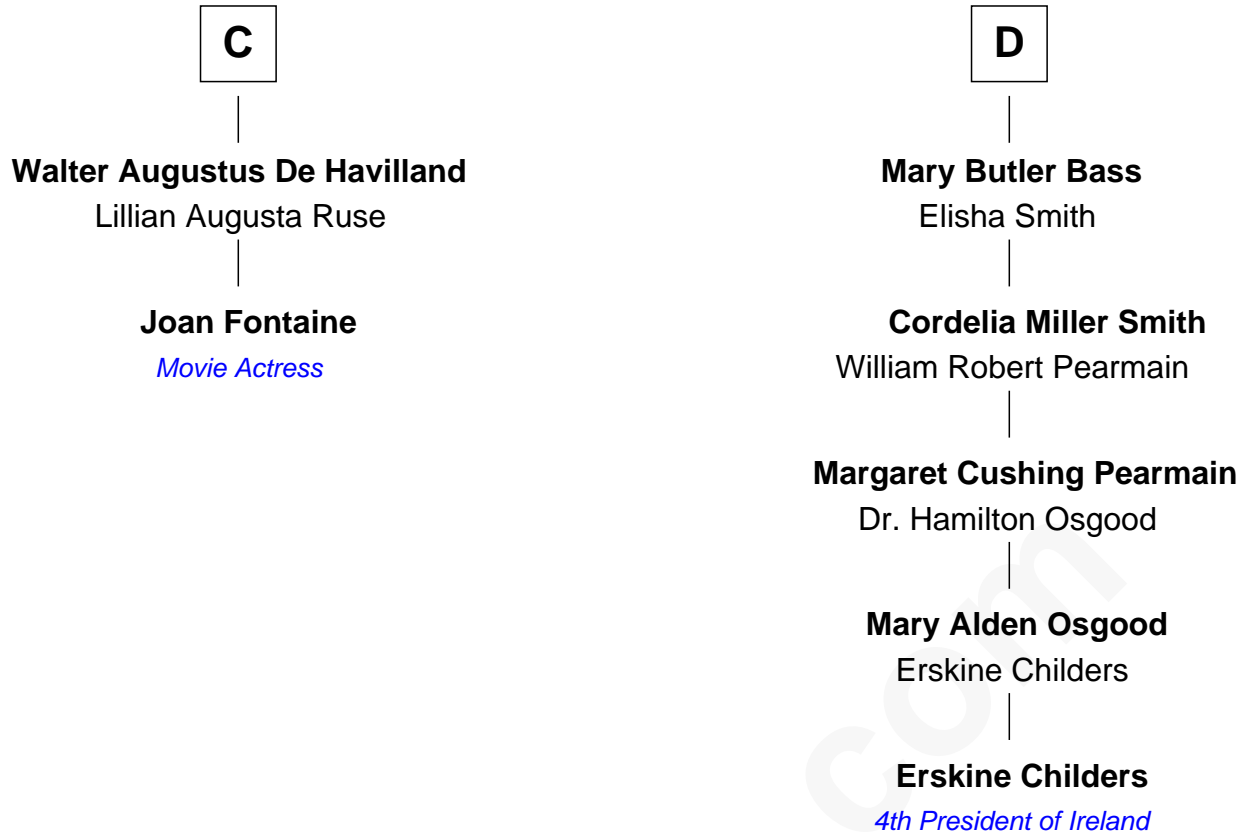 C
Walter Augustus De Havilland
Lillian Augusta Ruse
Joan Fontaine
Movie Actress
D
Mary Butler Bass
Elisha Smith
Cordelia Miller Smith
William Robert Pearmain
Margaret Cushing Pearmain
Dr. Hamilton Osgood
Mary Alden Osgood
Erskine Childers
Erskine Childers
4th President of Ireland
com